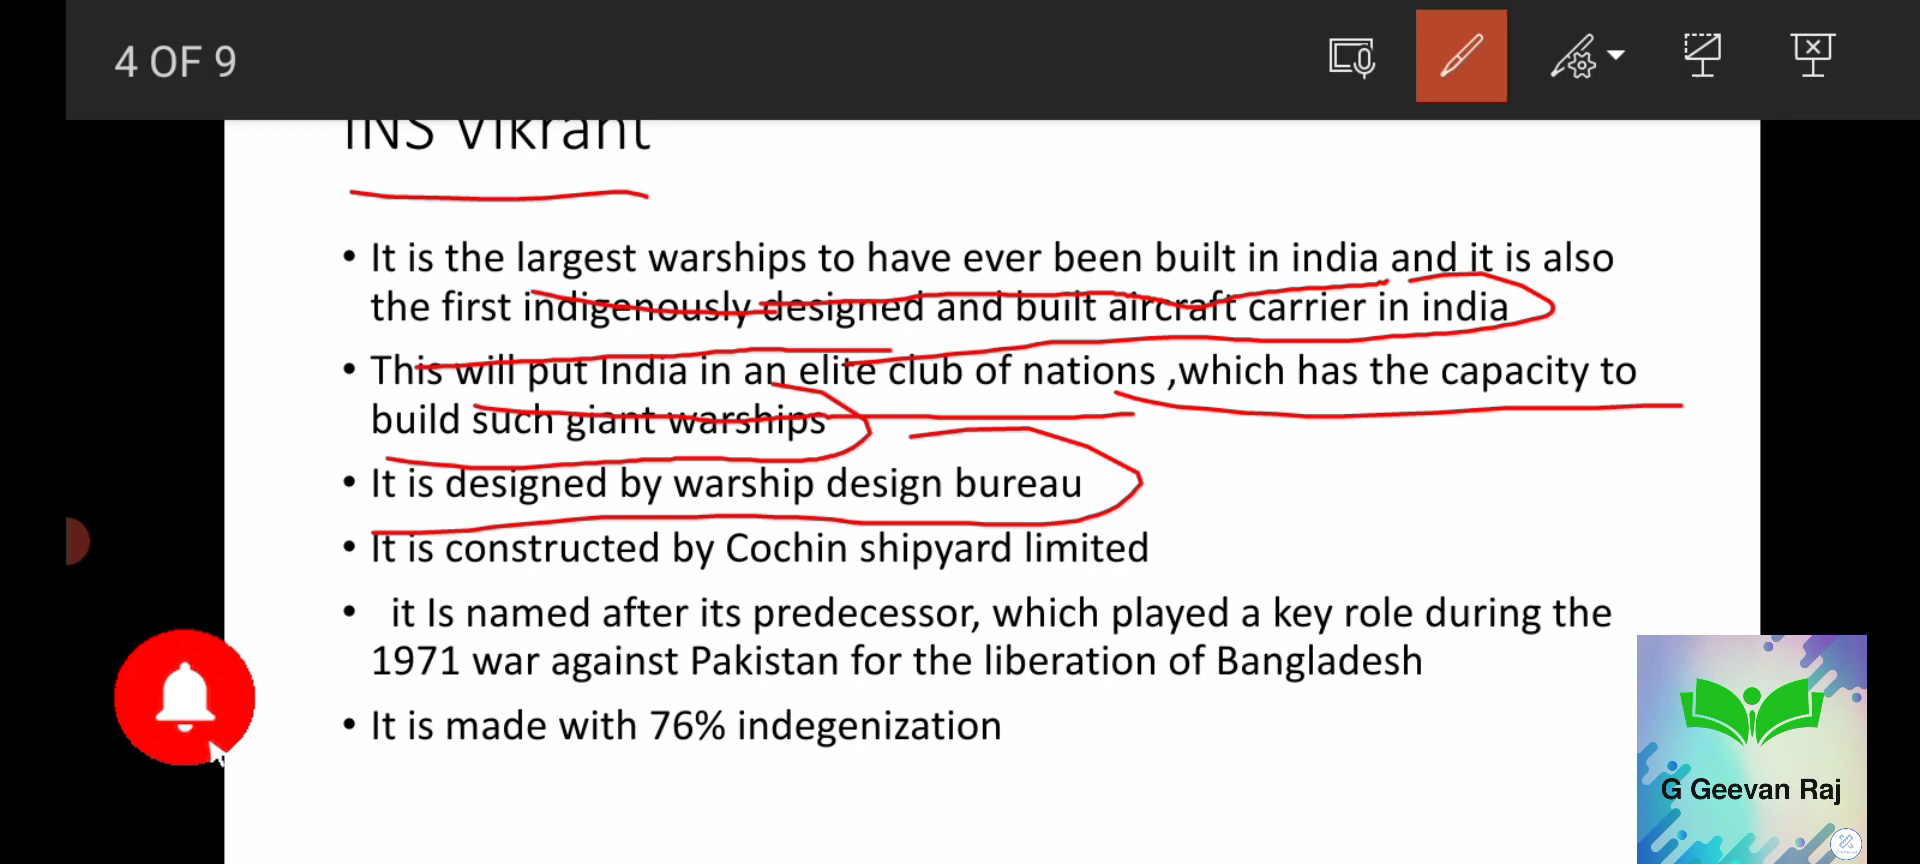 4 OF 9
INS Vikrant
• It is the largest warships to have ever been built in india and it is also
the first indigenously designed and built aircraft carrier in india
• This will put India in an elite club of nations ,which has the capacity to
build such giant warships
• It is designed by warship design bureau
• It is constructed by Cochin shipyard limited
• it Is named after its predecessor, which played a key role during the
1971 war against Pakistan for the liberation of Bangladesh
• It is made with 76% indegenization
G Geevan Raj